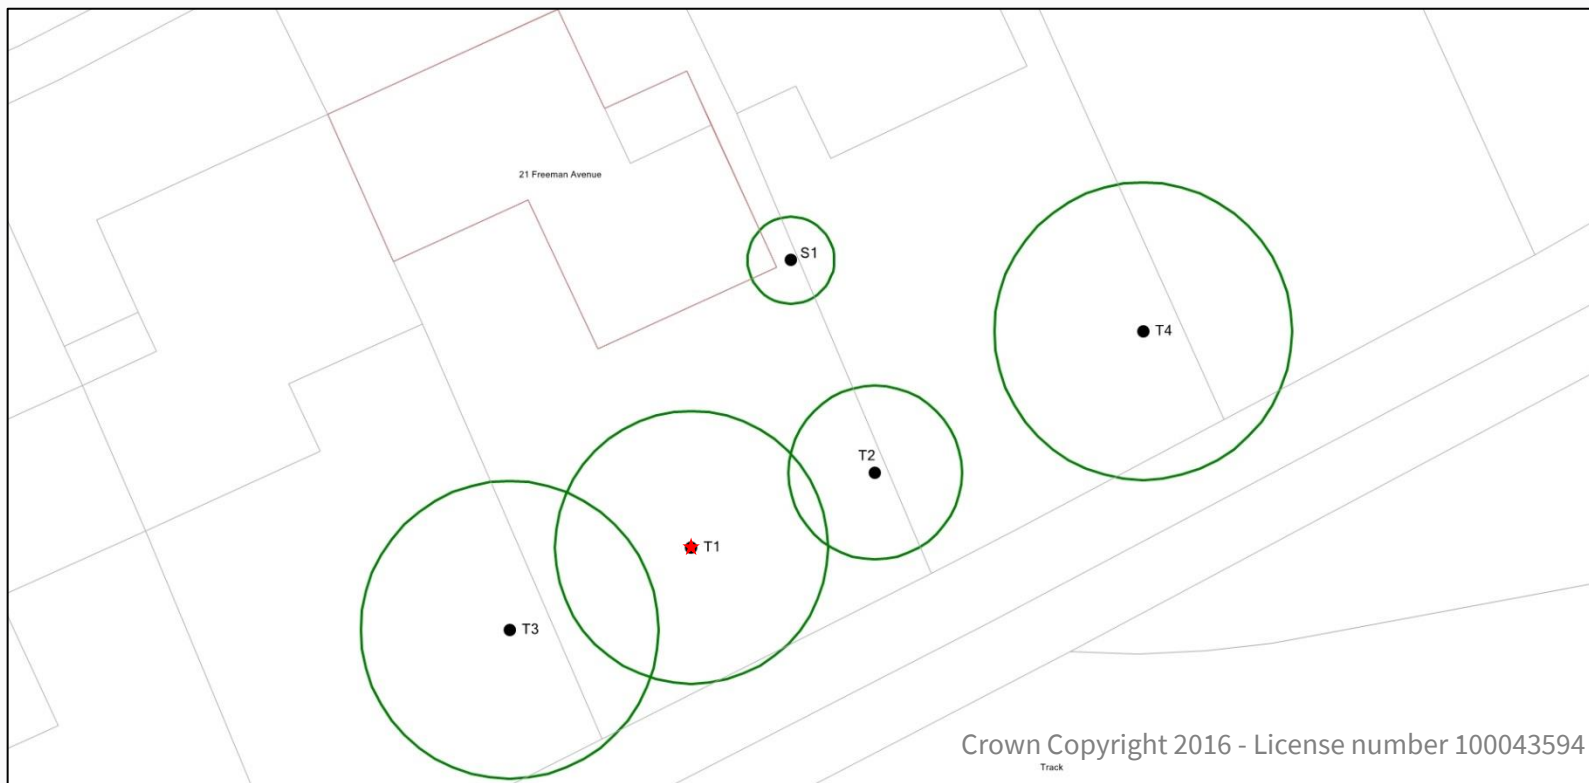 21 Freeman Avenue
S1
T4
T2
T1
T3
Crown Copyright 2016 - License number 100043594
Track